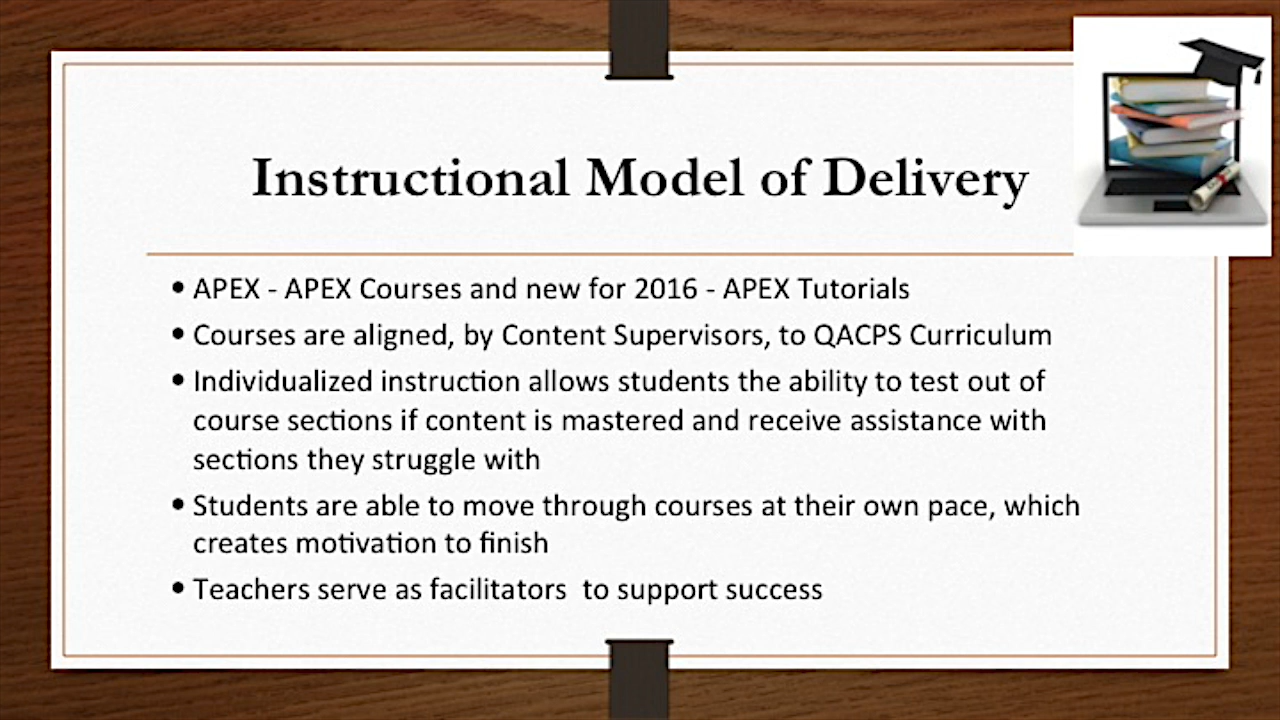 Instructional Model of Delivery
• APEX - APEX Courses and new for 2016 - APEX Tutorials
• Courses are aligned, by Content Supervisors, to QACPS Curriculum
• Individualized instruction allows students the ability to test out of
course sections if content is mastered and receive assistance with
sections they struggle with
• Students are able to move through courses at their own pace, which
creates motivation to finish
• Teachers serve as facilitators  to support success